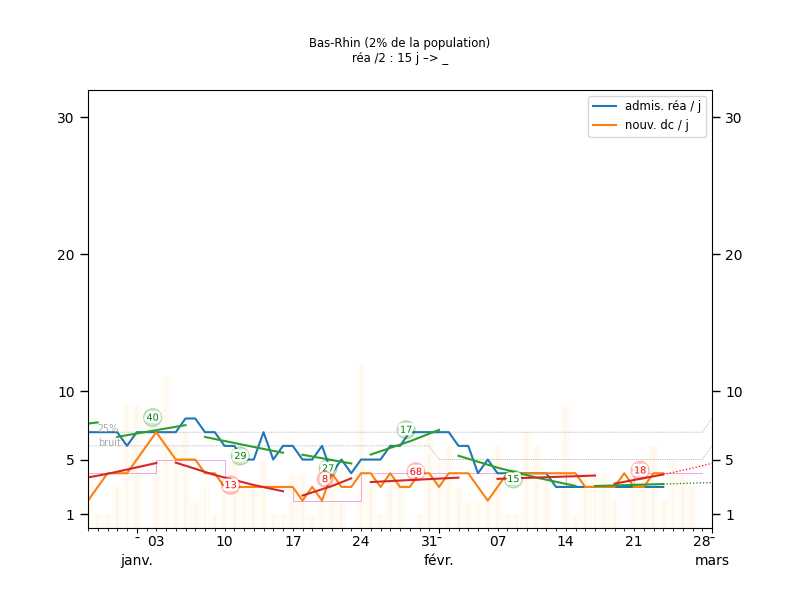 Bas-Rhin (2% de la population)
réa /2 : 15 j –> _
admis. réa / j
nouv. dc / j
30 30
20 20
10 10
5 5
1 1
25%
bruit
40
29
13
27
8
17
68
15
18
03 10 17 24 31 07 14 21 28
janv. févr. mars